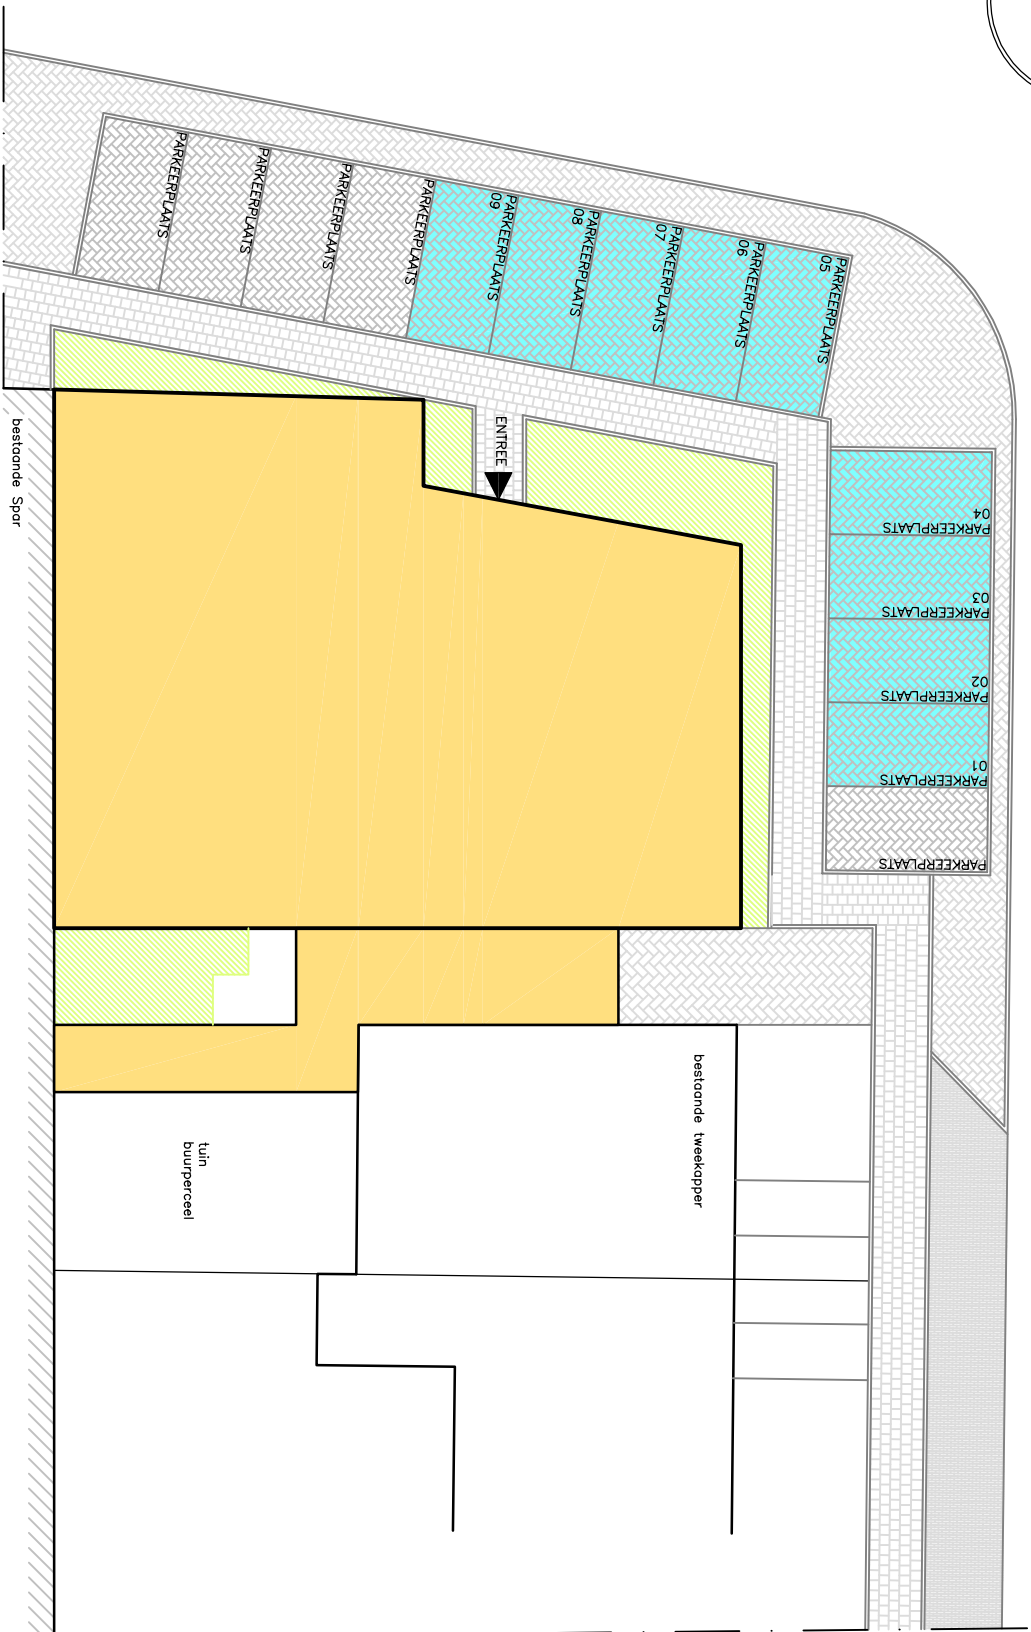 PARKEERPLAATS
PARKEERPLAATS
PARKEERPLAATS
PARKEERPLAATS
PARKEERPLAATS
09
PARKEERPLAATS
08
PARKEERPLAATS
07
PARKEERPLAATS
06
PARKEERPLAATS
05
ENTREE
bestaande Spar
PARKEERPLAATS
04
PARKEERPLAATS
03
PARKEERPLAATS
02
PARKEERPLAATS
01
PARKEERPLAATS
bestaande tweekapper
tuin
buurperceel